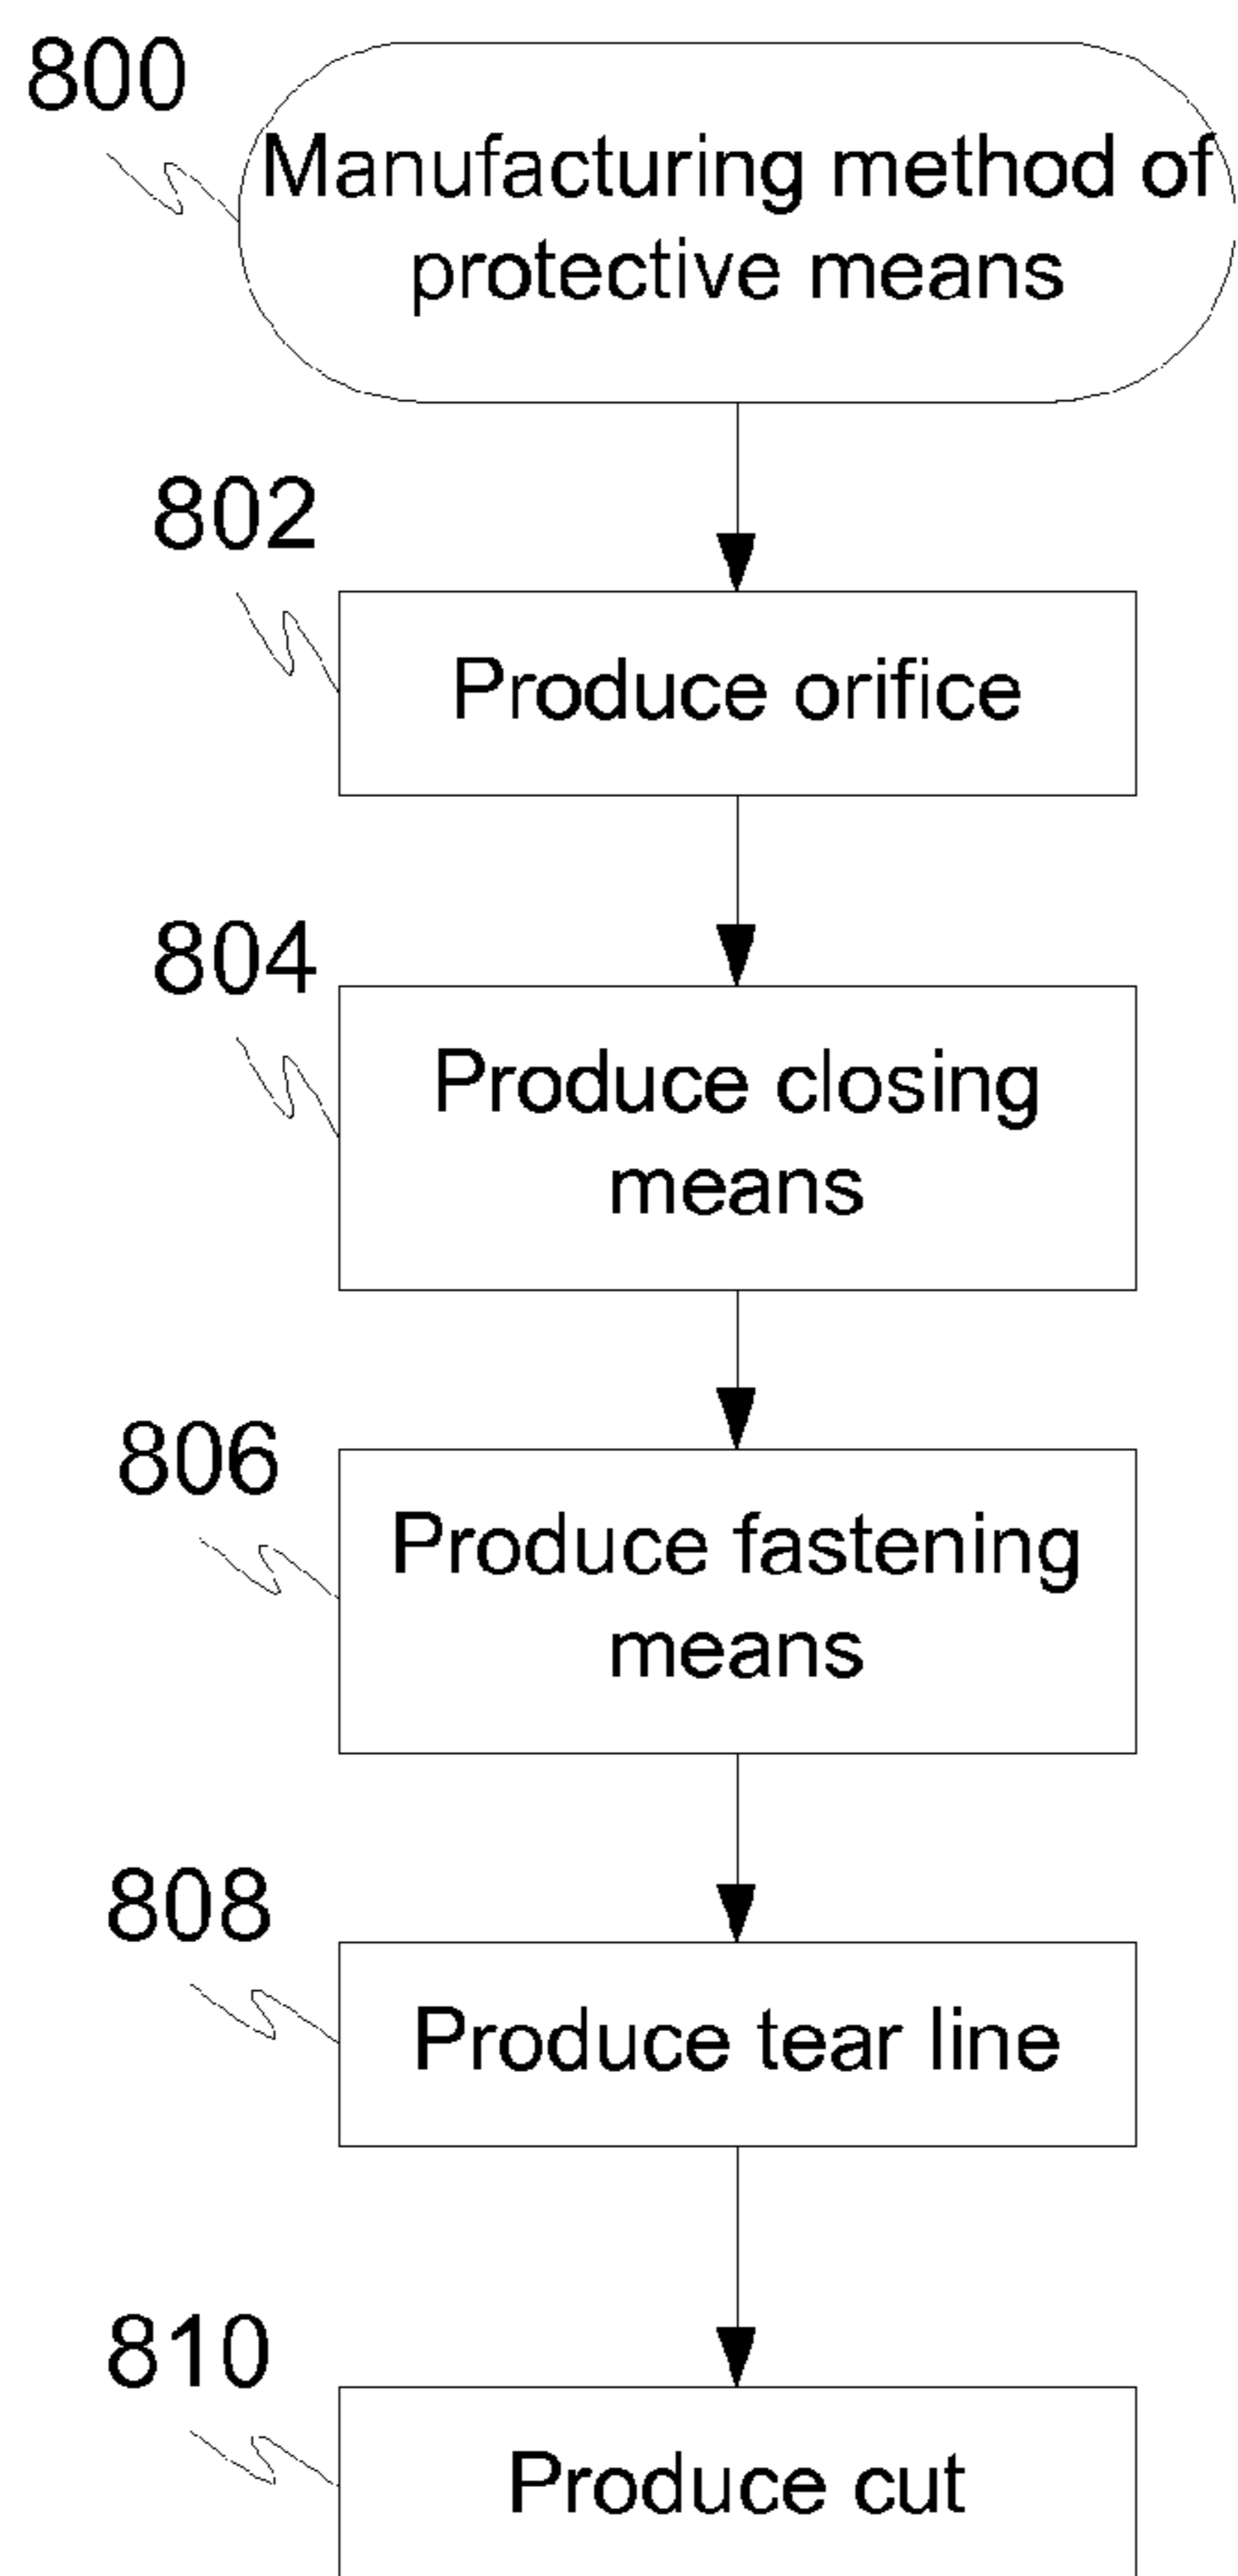 800
Manufacturing method of
protective means
802
Produce orifice
804
Produce closing
means
806
Produce fastening
means
808
Produce tear line
810
Produce cut